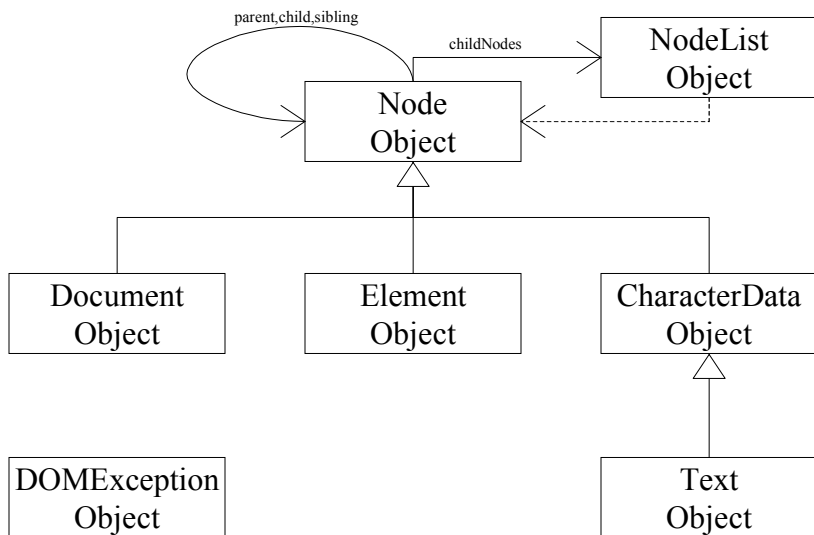 parent,child,sibling
childNodes
NodeList
Object
Node
Object
Document
Object
Element
Object
CharacterData
Object
DOMException
Object
Text
Object